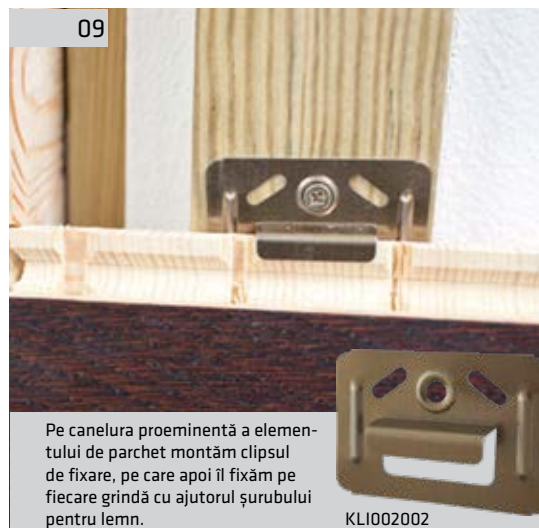 09
Pe canelura proeminentă a elemen-
tului de parchet montăm clipsul
de fixare, pe care apoi îl fixăm pe
fiecare grindă cu ajutorul șurubului
pentru lemn.
KLI002002